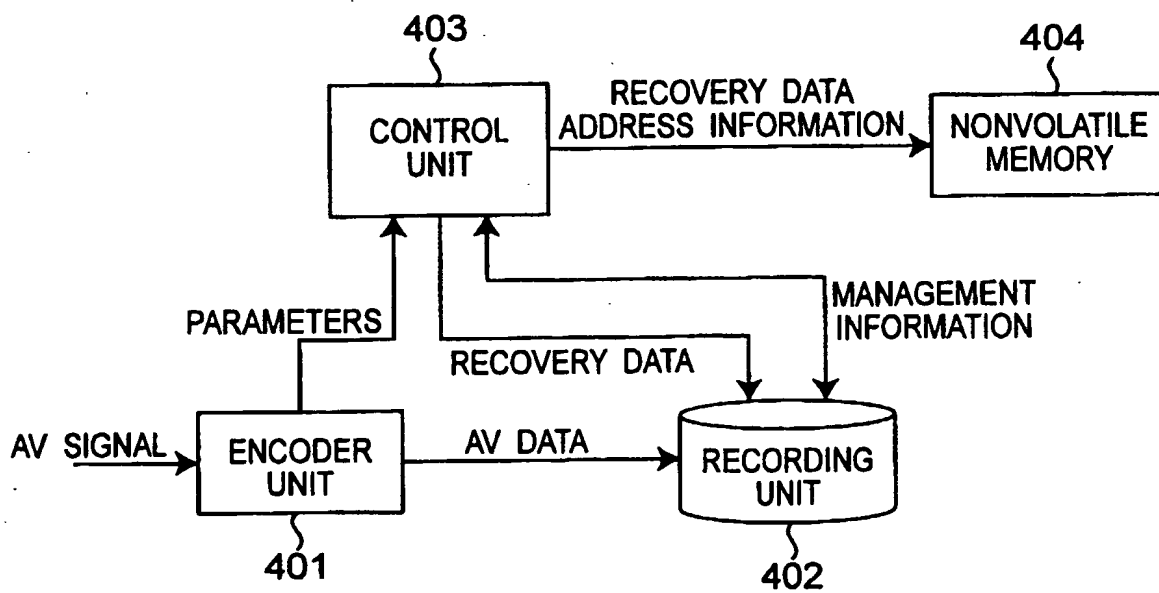 403
404
CONTROL
UNIT
RECOVERY DATA
ADDRESS INFORMATION
NONVOLATILE
MEMORY
PARAMETERS
RECOVERY DATA
MANAGEMENT
INFORMATION
AV SIGNAL
ENCODER
UNIT
AV DATA
RECORDING
UNIT
401
402